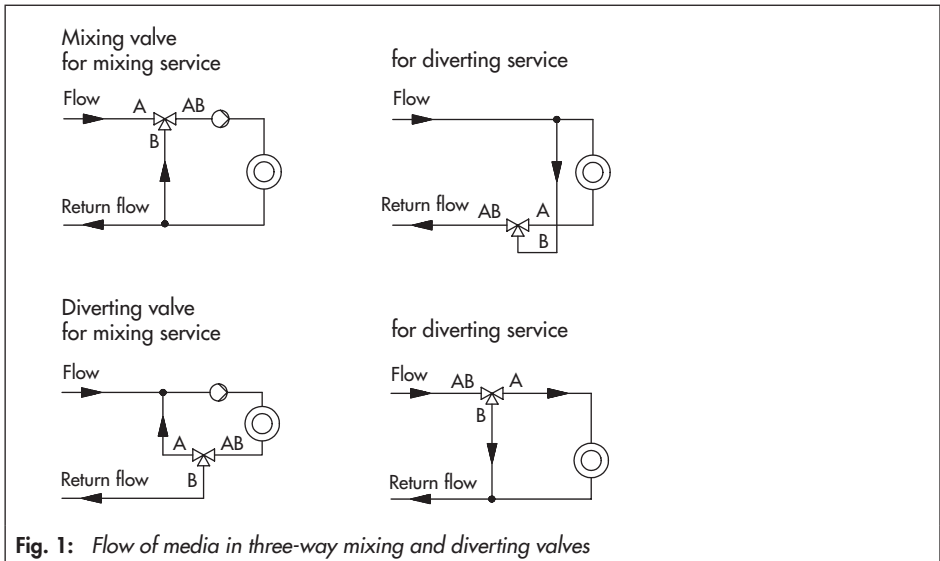 Mixing valve
for mixing service
Flow
A
AB
B
Return flow
for diverting service
Flow
Return flow
AB
A
B
Diverting valve
for mixing service
Flow
A
AB
B
Return flow
for diverting service
Flow
AB
A
B
Return flow
Fig. 1: Flow of media in three-way mixing and diverting valves